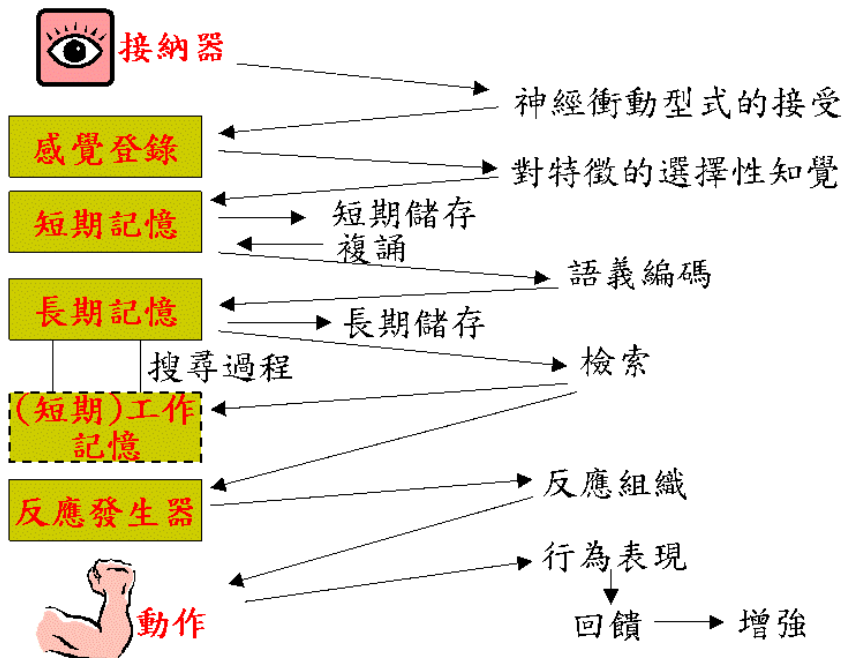 接納器
神經衝動型式的接受
感覺登錄
對特徵的選擇性知覺
短期記憶
短期儲存
複誦
語義編碼
長期記憶
長期儲存
搜尋過程
檢索
(短期)工作
記憶
反應組織
反應發生器
行為表現
動作
回饋
增強